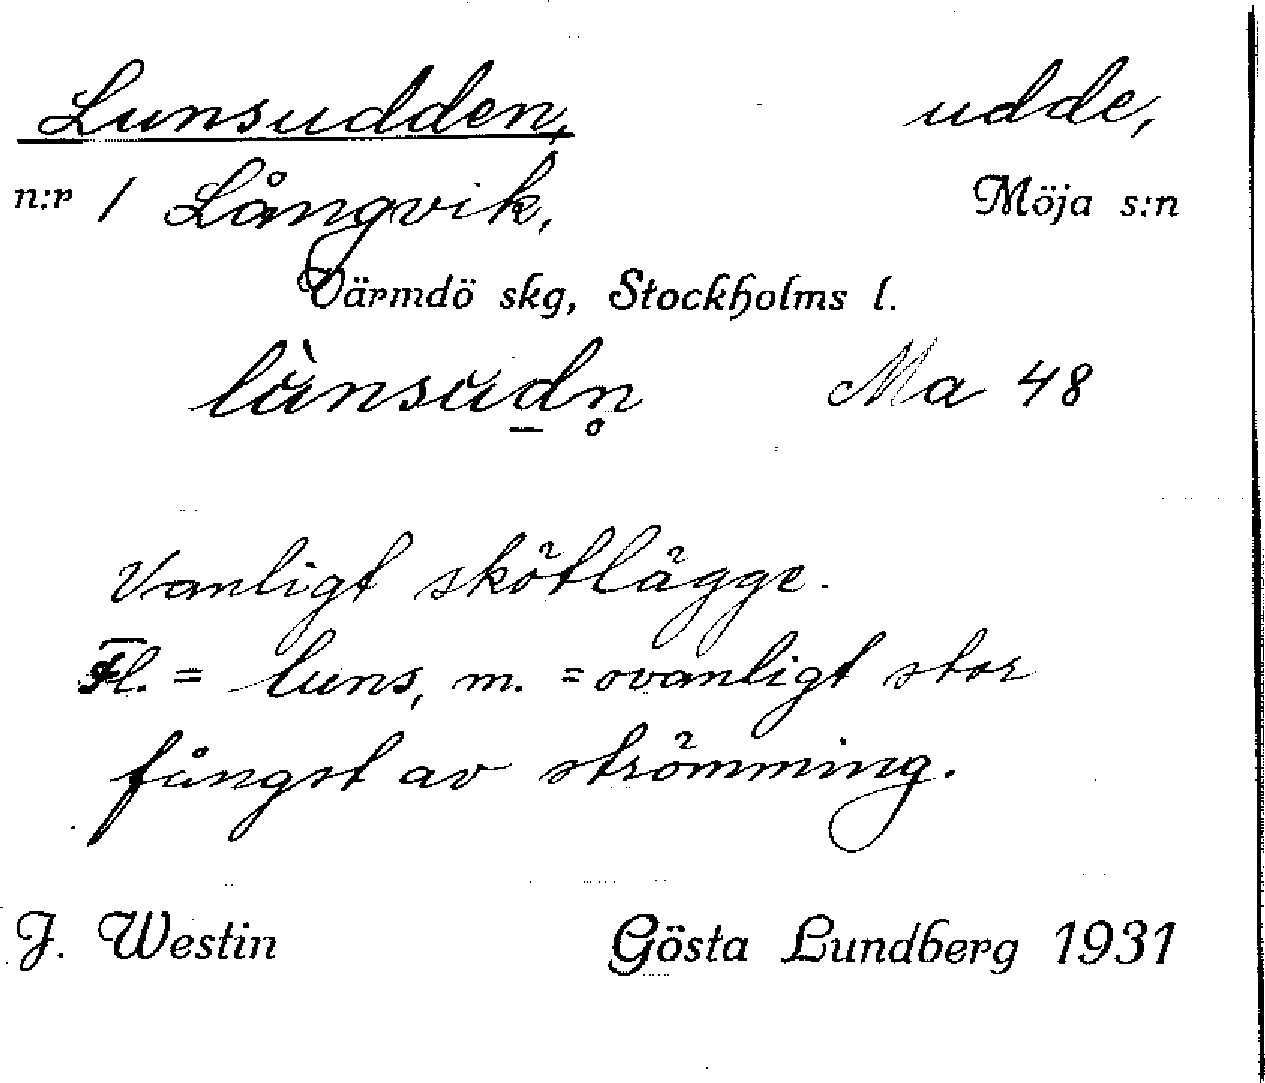 Lunsudden, udde,
n:r 1 Långvik, Möja s:n
Värmdö skg, Stockholms l.
Ma 48
Vanligt skötlägge.
Fl. = luns, m. = ovanligt stor
fångst av strömming.
J. Westin Gösta Lundberg 1931